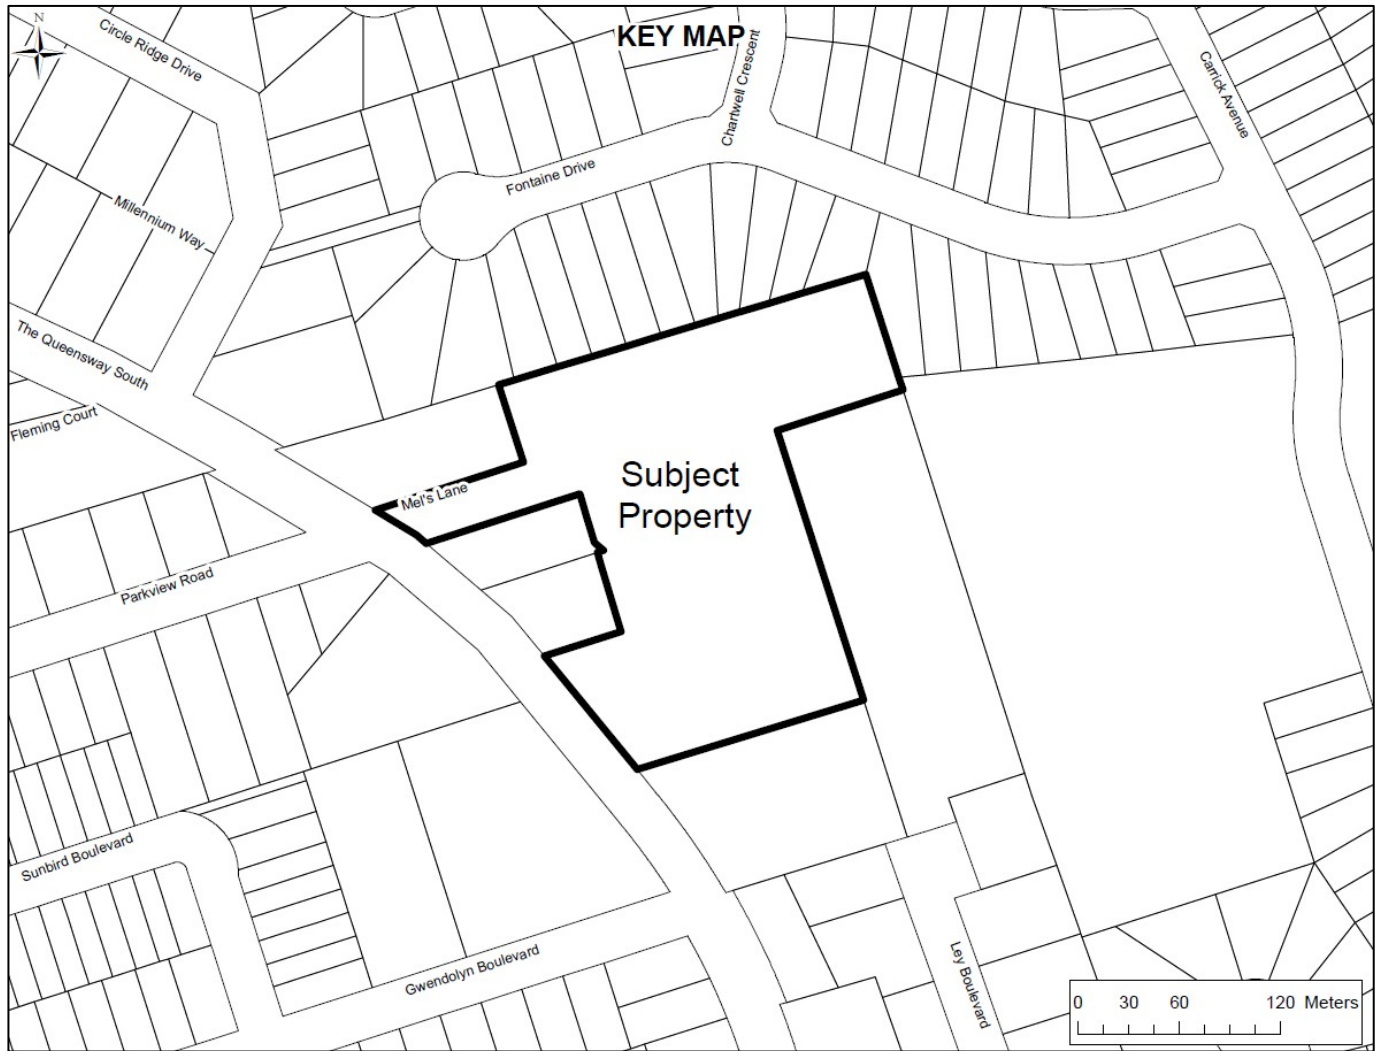 N
KEY MAP
Circle Ridge Drive
Chartwell Crescent
Carrick Avenue
Fontaine Drive
Millennium Way
The Queensway South
Fleming Court
Mel's Lane
Subject
Property
Parkview Road
Sunbird Boulevard
Gwendolyn Boulevard
Ley Boulevard
0 30 60 120 Meters